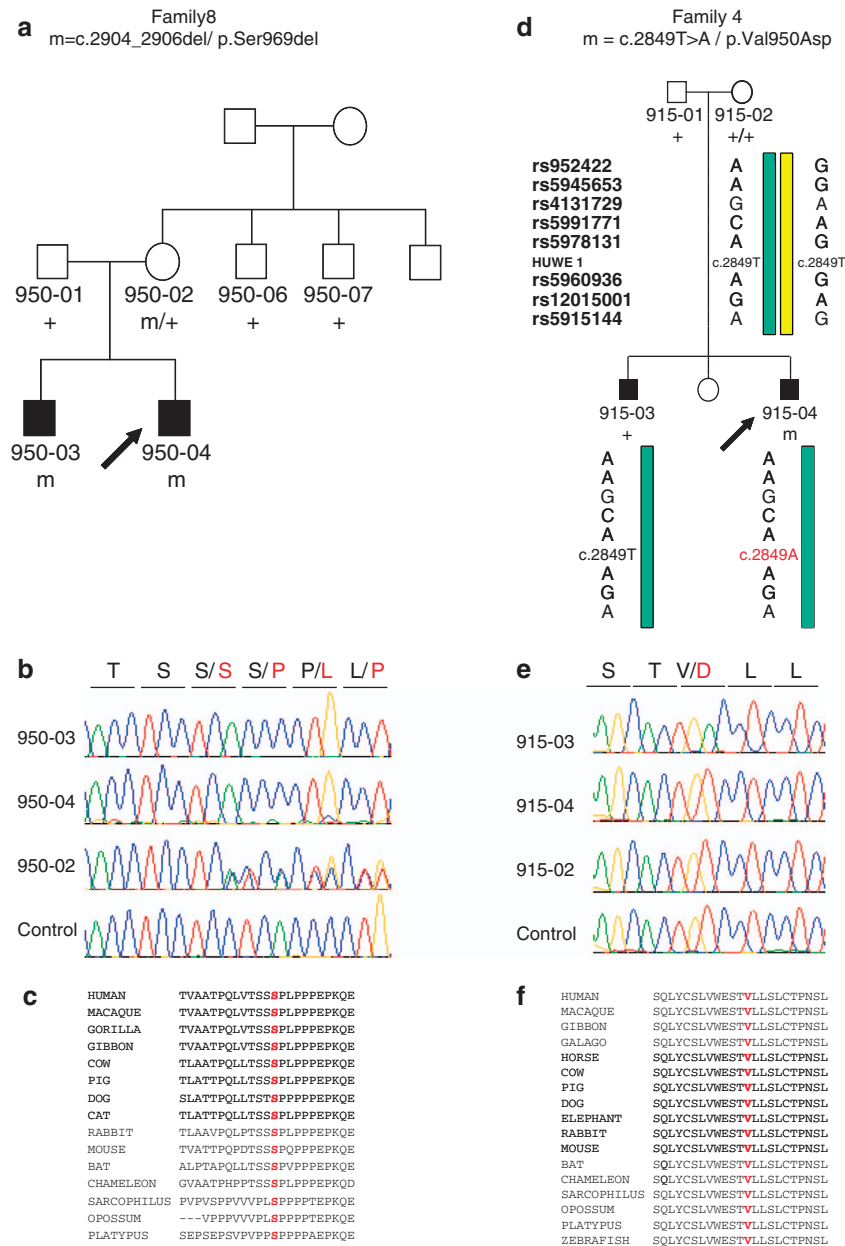 a
Family8
m=c.2904_2906del/ p.Ser969del
950-01
+
950-02
m/+
950-06
+
950-07
+
950-03
m
950-04
m
b
T S S/S S/P P/L L/P
950-03
950-04
950-02
Control
c
HUMAN TVAATPQLVTSSSPLPPPEPKQE
MACAQUE TVAATPQLVTSSSPLPPPEPKQE
GORILLA TVAATPQLVTSSSPLPPPEPKQE
GIBBON TVAATPQLVTSSSPLPPPEPKQE
COW TLAATPQLLTSSSPLPPPEPKQE
PIG TLATTPQLLTSSSPLPPPEPKQE
DOG SLATTPQLLTSTSPLPPPEPKQE
CAT TLAATPQLLTSSSPLPPPEPKQE
RABBIT TLAAVPQLPTSSSPLPPPEPKQE
MOUSE TVATTPQPDTSSSPQPPPEPKQE
BAT ALPTAPQLLTSSSPVPPPEPKQE
CHAMELEON GVAATPHPPTSSSPLPPPEPKQD
SARCOPHILUS PVPVSPPVVVPLSPPPPTEPKQE
OPOSSUM ---VPPPVVVPLSPPPPTEPKQE
PLATYPUS SEPSEPSVPVPPSPPPPAEPKQE
d
Family 4
m = c.2849T>A / p.Val950Asp
915-01
+
915-02
+/+
rs952422 A G
rs5945653 A G
rs4131729 G A
rs5991771 C A
rs5978131 A G
HUWE 1 c.2849T c.2849T
rs5960936 A G
rs12015001 G A
rs5915144 A G
915-03
+
A
A
G
C
A
c.2849T
A
G
A
915-04
m
A
A
G
C
A
c.2849A
A
G
A
e
S T V/D L L
915-03
915-04
915-02
Control
f
HUMAN SQLYCSLVWESTVLLSLCTPNSL
MACAQUE SQLYCSLVWESTVLLSLCTPNSL
GIBBON SQLYCSLVWESTVLLSLCTPNSL
GALAGO SQLYCSLVWESTVLLSLCTPNSL
HORSE SQLYCSLVWESTVLLSLCTPNSL
COW SQLYCSLVWESTVLLSLCTPNSL
PIG SQLYCSLVWESTVLLSLCTPNSL
DOG SQLYCSLVWESTVLLSLCTPNSL
ELEPHANT SQLYCSLVWESTVLLSLCTPNSL
RABBIT SQLYCSLVWESTVLLSLCTPNSL
MOUSE SQLYCSLVWESTVLLSLCTPNSL
BAT SQLYCSLVWESTVLLSLCTPNSL
CHAMELEON SQLYCSLVWESTVLLSLCTPNSL
SARCOPHILUS SQLYCSLVWESTVLLSLCTPNSL
OPOSSUM SQLYCSLVWESTVLLSLCTPNSL
PLATYPUS SQLYCSLVWESTVLLSLCTPNSL
ZEBRAFISH SQLYCSLVWESTVLLSLCTPNSL